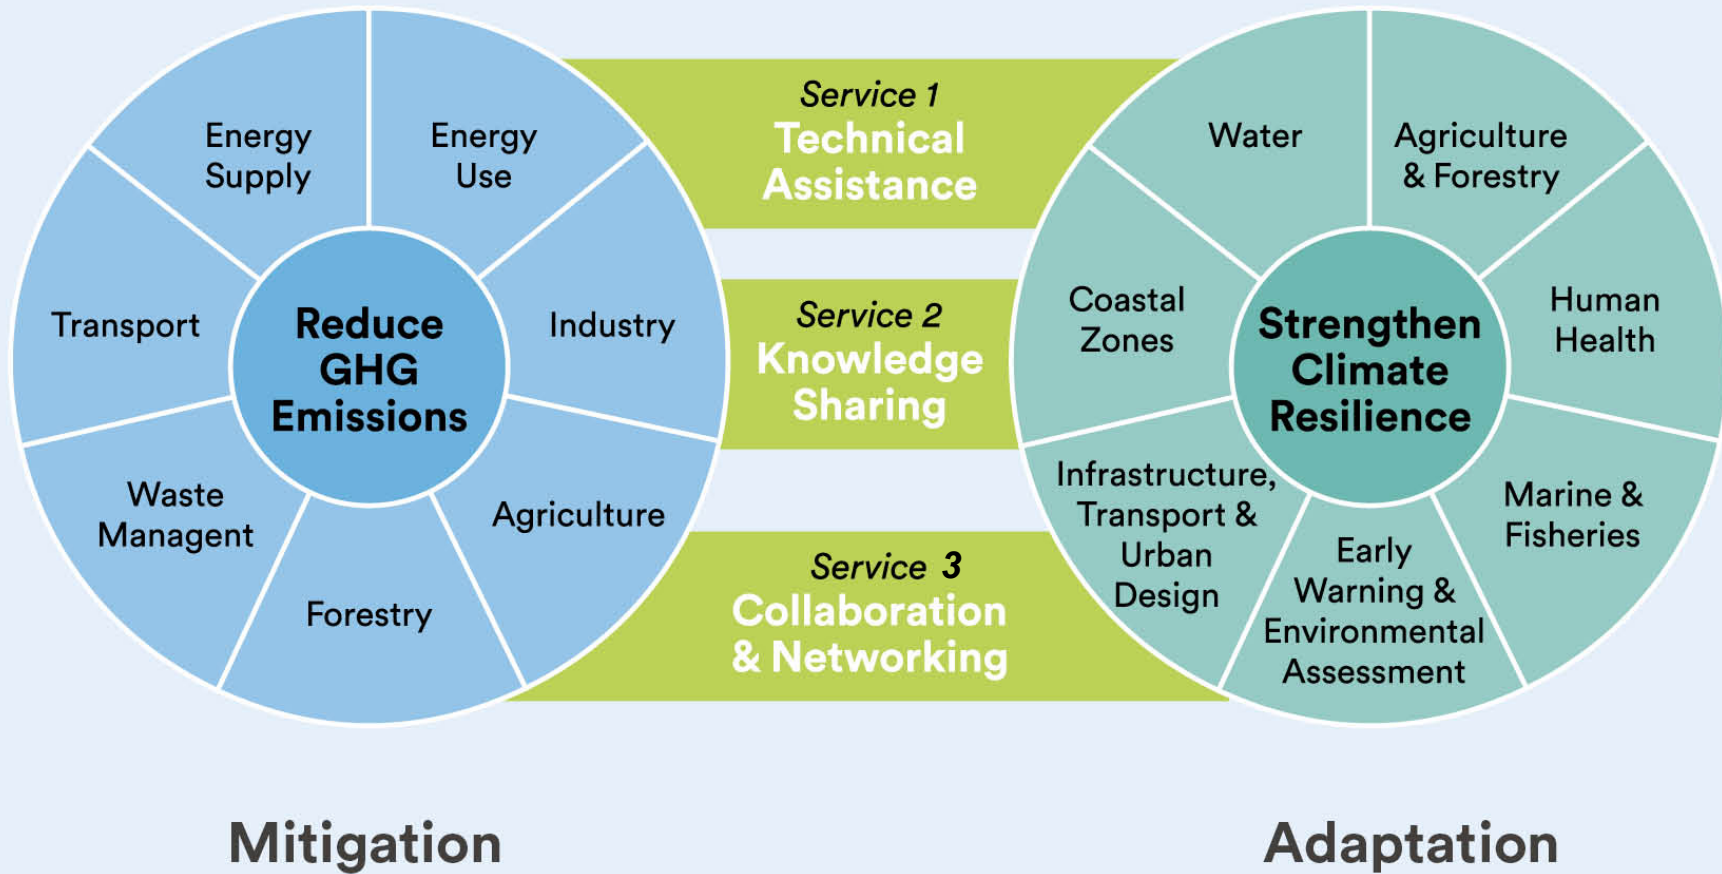 Energy
Supply
Energy
Use
Transport
Reduce
GHG
Emissions
Industry
Waste
Managent
Agriculture
Forestry
Service 1
Technical
Assistance
Service 2
Knowledge
Sharing
Service 3
Collaboration
& Networking
Water
Agriculture
& Forestry
Coastal
Zones
Strengthen
Climate
Resilience
Human
Health
Infrastructure,
Transport &
Urban
Design
Early
Warning &
Environmental
Assessment
Marine &
Fisheries
Mitigation
Adaptation